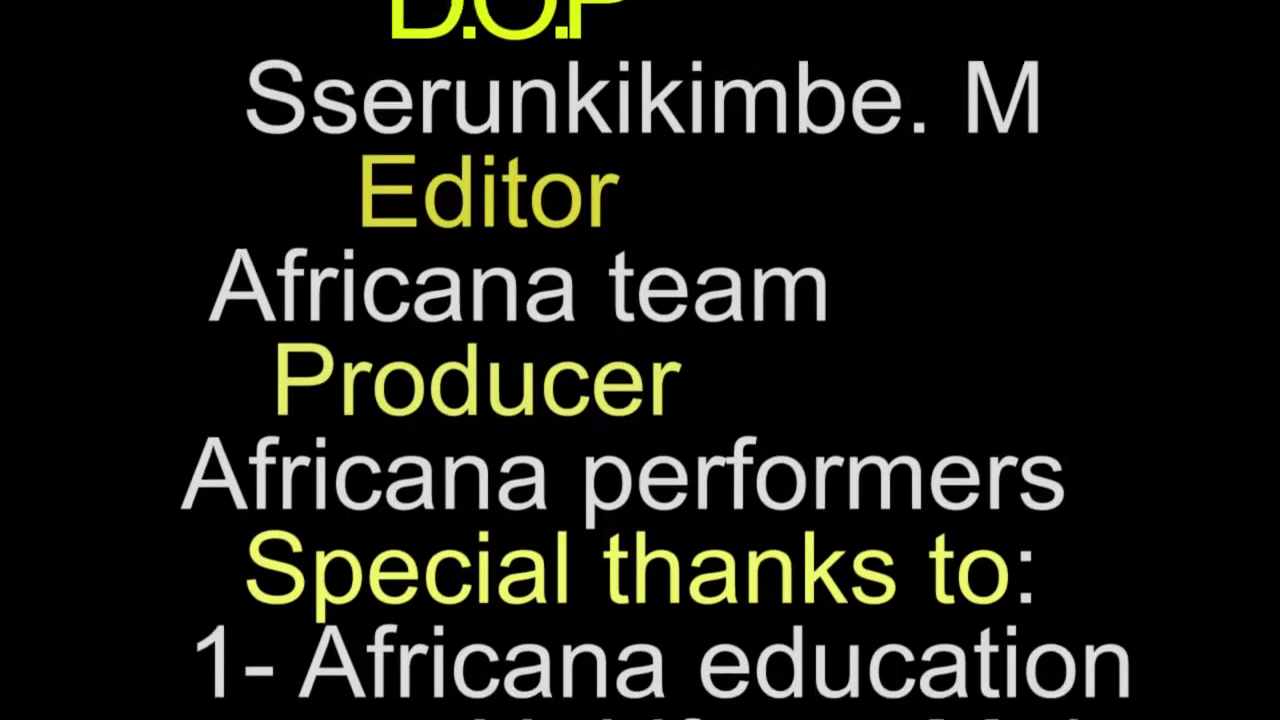 D.O.P
Sserunkikimbe. M
Editor
Africana team
Producer
Africana performers
Special thanks to:
1- Africana education